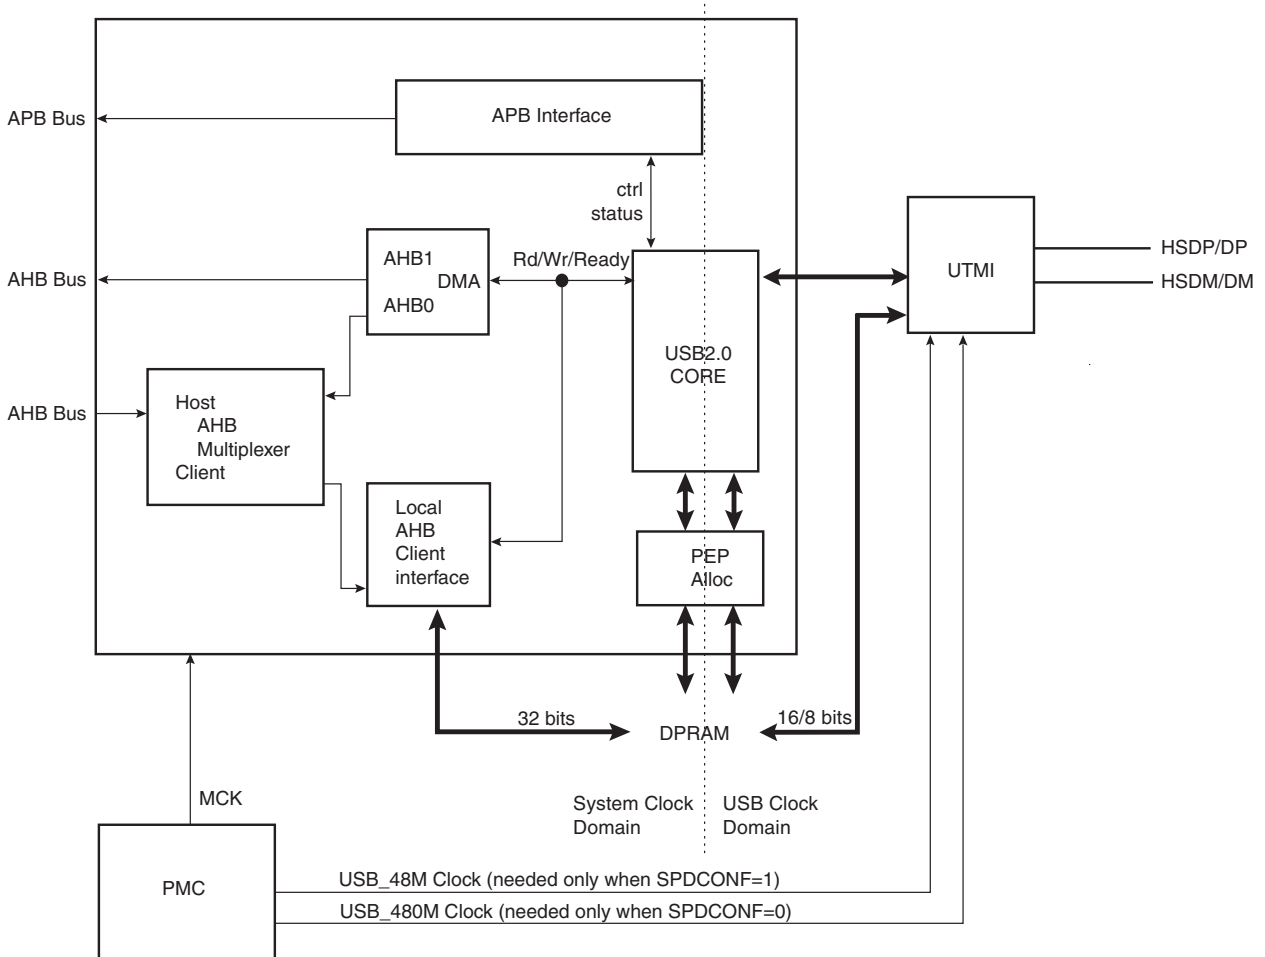 APB Bus
APB Interface
ctrl
status
AHB Bus
AHB1
DMA
AHB0
Rd/Wr/Ready
UTMI
HSDP/DP
HSDM/DM
USB2.0
CORE
AHB Bus
Host
AHB
Multiplexer
Client
Local
AHB
Client
interface
PEP
Alloc
32 bits
DPRAM
16/8 bits
MCK
System Clock
Domain
USB Clock
Domain
PMC
USB_48M Clock (needed only when SPDCONF=1)
USB_480M Clock (needed only when SPDCONF=0)